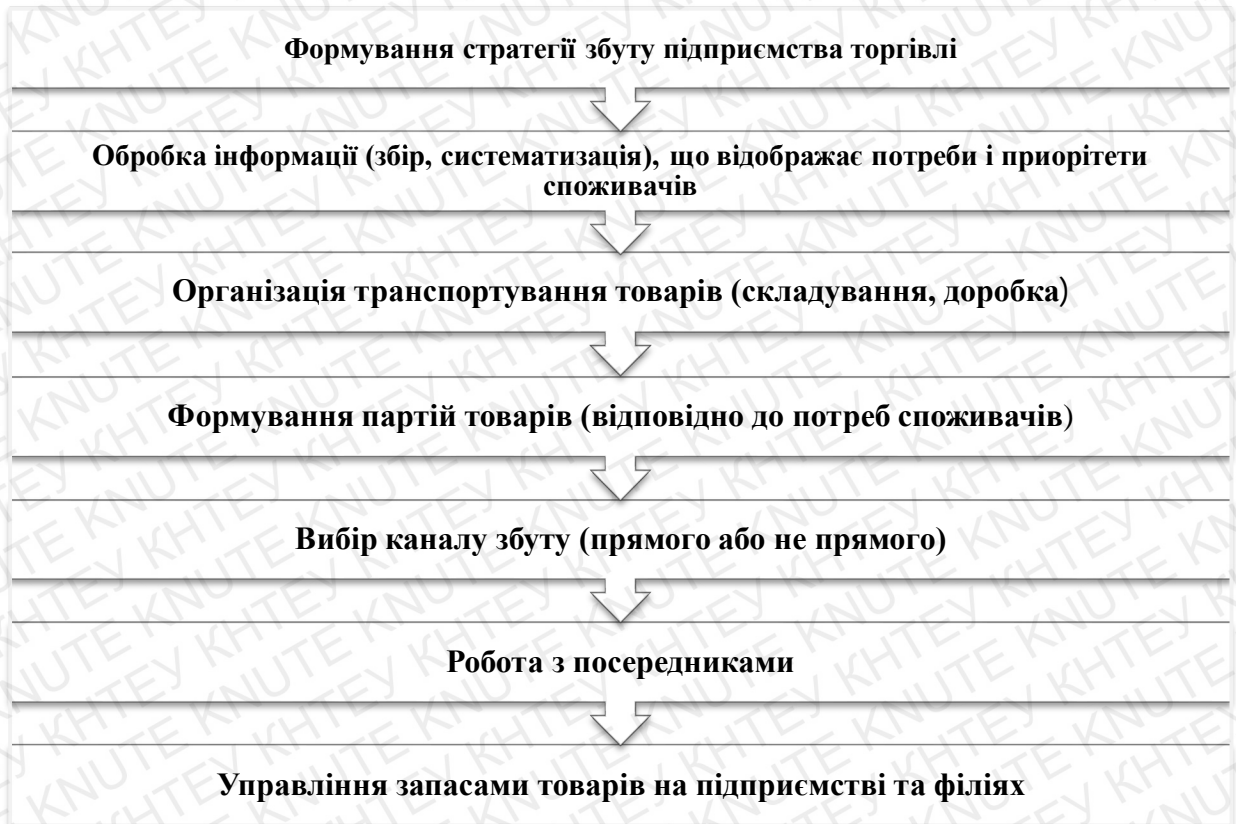 Формування стратегії збуту підприємства торгівлі
Обробка інформації (збір, систематизація), що відображає потреби і приорітети
споживачів
Організація транспортування товарів (складування, доробка)
Формування партій товарів (відповідно до потреб споживачів)
Вибір каналу збуту (прямого або не прямого)
Робота з посередниками
Управління запасами товарів на підприємстві та філіях